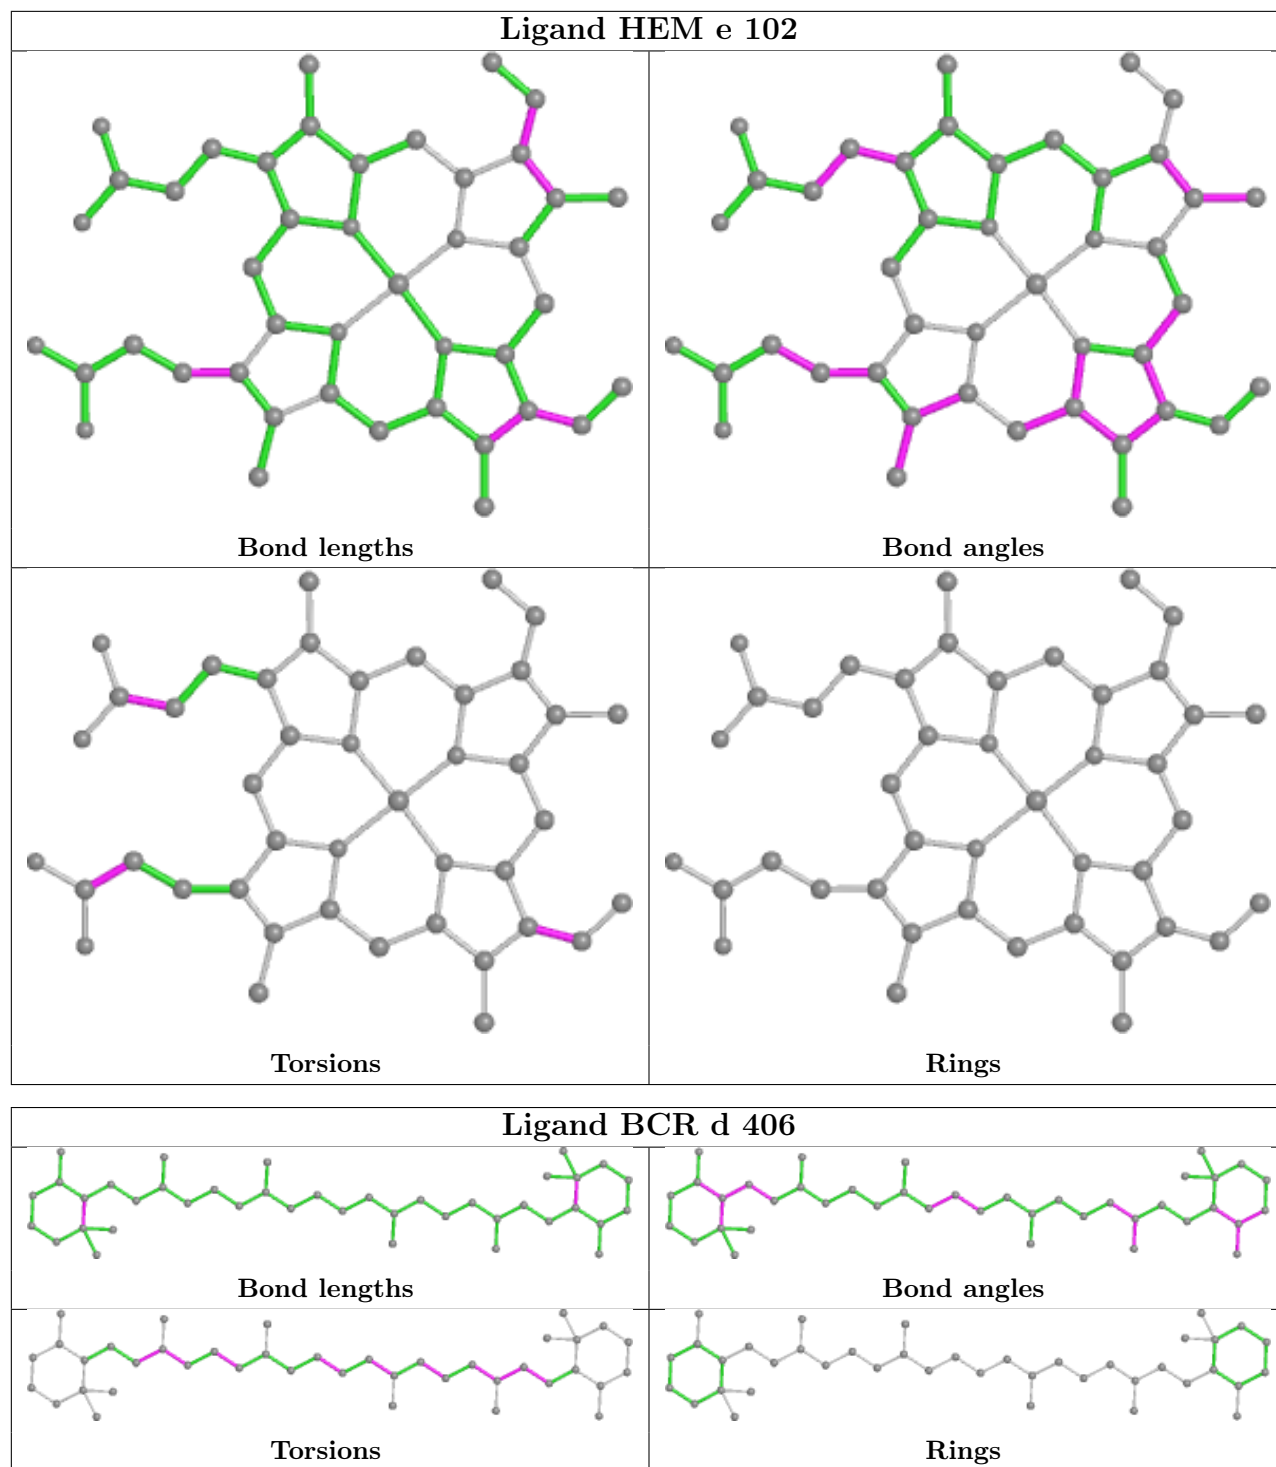 Ligand HEM e 102
Bond lengths
Bond angles
Torsions
Rings
Ligand BCR d 406
Bond lengths
Bond angles
Torsions
Rings